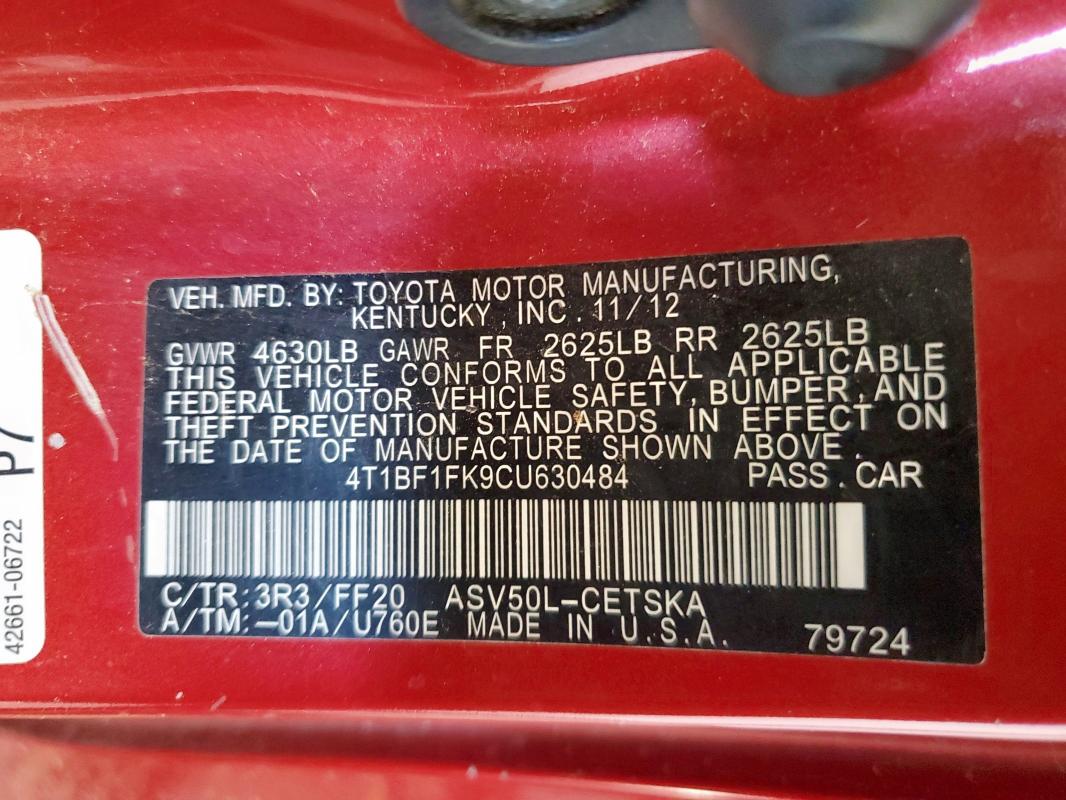 VEH. MFD. BY: TOYOTA MOTOR MANUFACTURING,
KENTUCKY, INC. 11/12
GVWR 4630LB GAWR FR 2625LB RR 2625LB
THIS VEHICLE CONFORMS TO ALL APPLICABLE
FEDERAL MOTOR VEHICLE SAFETY, BUMPER, AND
THEFT PREVENTION STANDARDS IN EFFECT ON
THE DATE OF MANUFACTURE SHOWN ABOVE.
4T1BF1FK9CU630484 PASS. CAR
C/TR: 3R3/FF20 ASV50L-CETSKA
A/TM: -01A/U760E MADE IN U.S.A. 79724
42661-06722